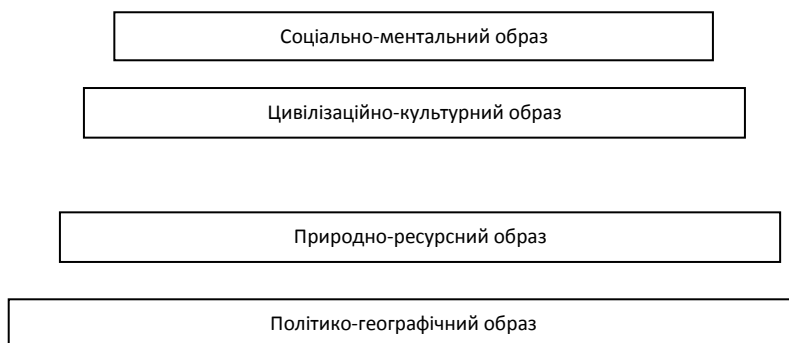 Соціально-ментальний образ
Цивілізаційно-культурний образ
Природно-ресурсний образ
Політико-географічний образ